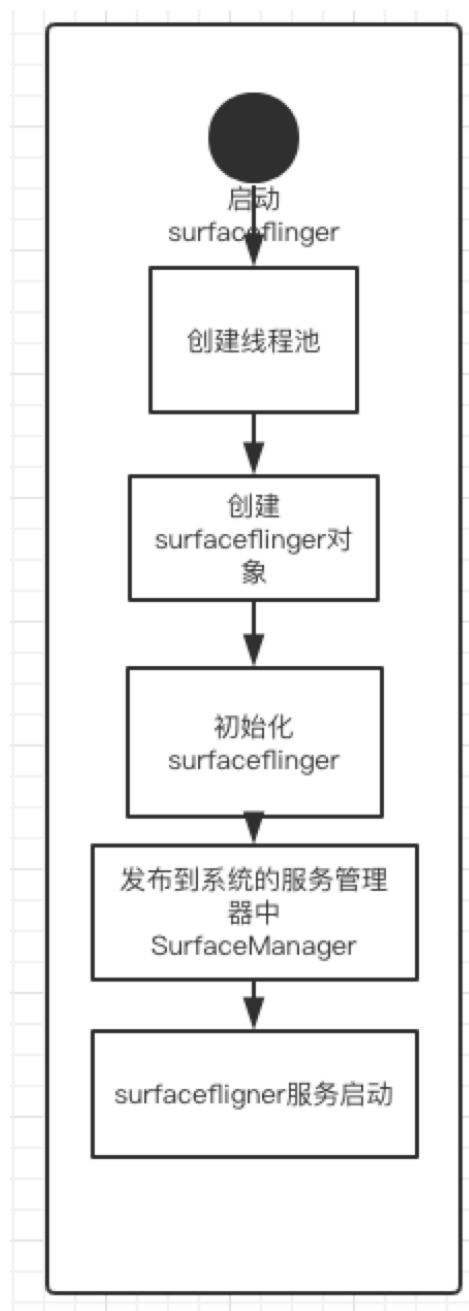 启动
surfaceflinger
创建线程池
创建
surfaceflinger对
象
初始化
surfaceflinger
发布到系统的服务管理
器中
SurfaceManager
surfacefligner服务启动